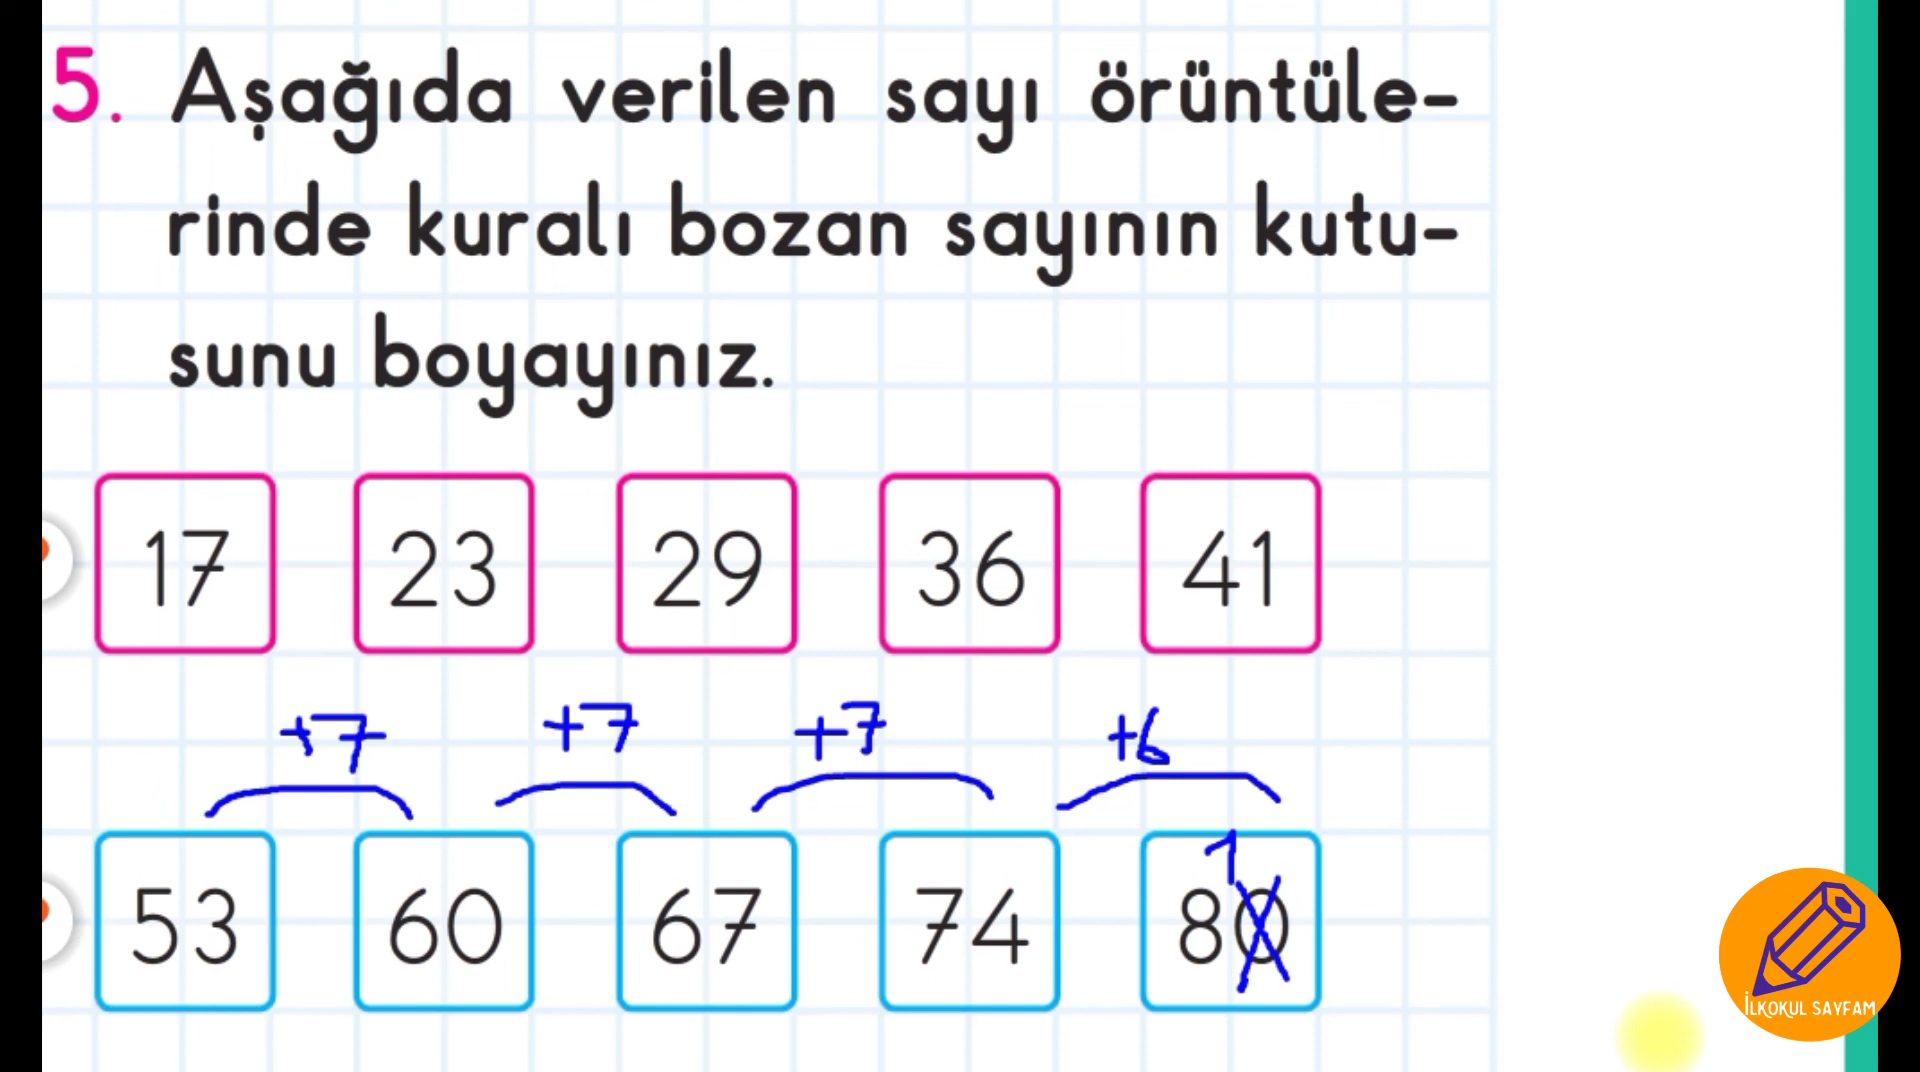 5. Aşağıda verilen sayı örüntüle-
rinde kuralı bozan sayının kutu-
sunu boyayınız.
17 23 29 36 41
+7 +7 +7 +6
1
53 60 67 74 80
İLKOKUL SAYFAM